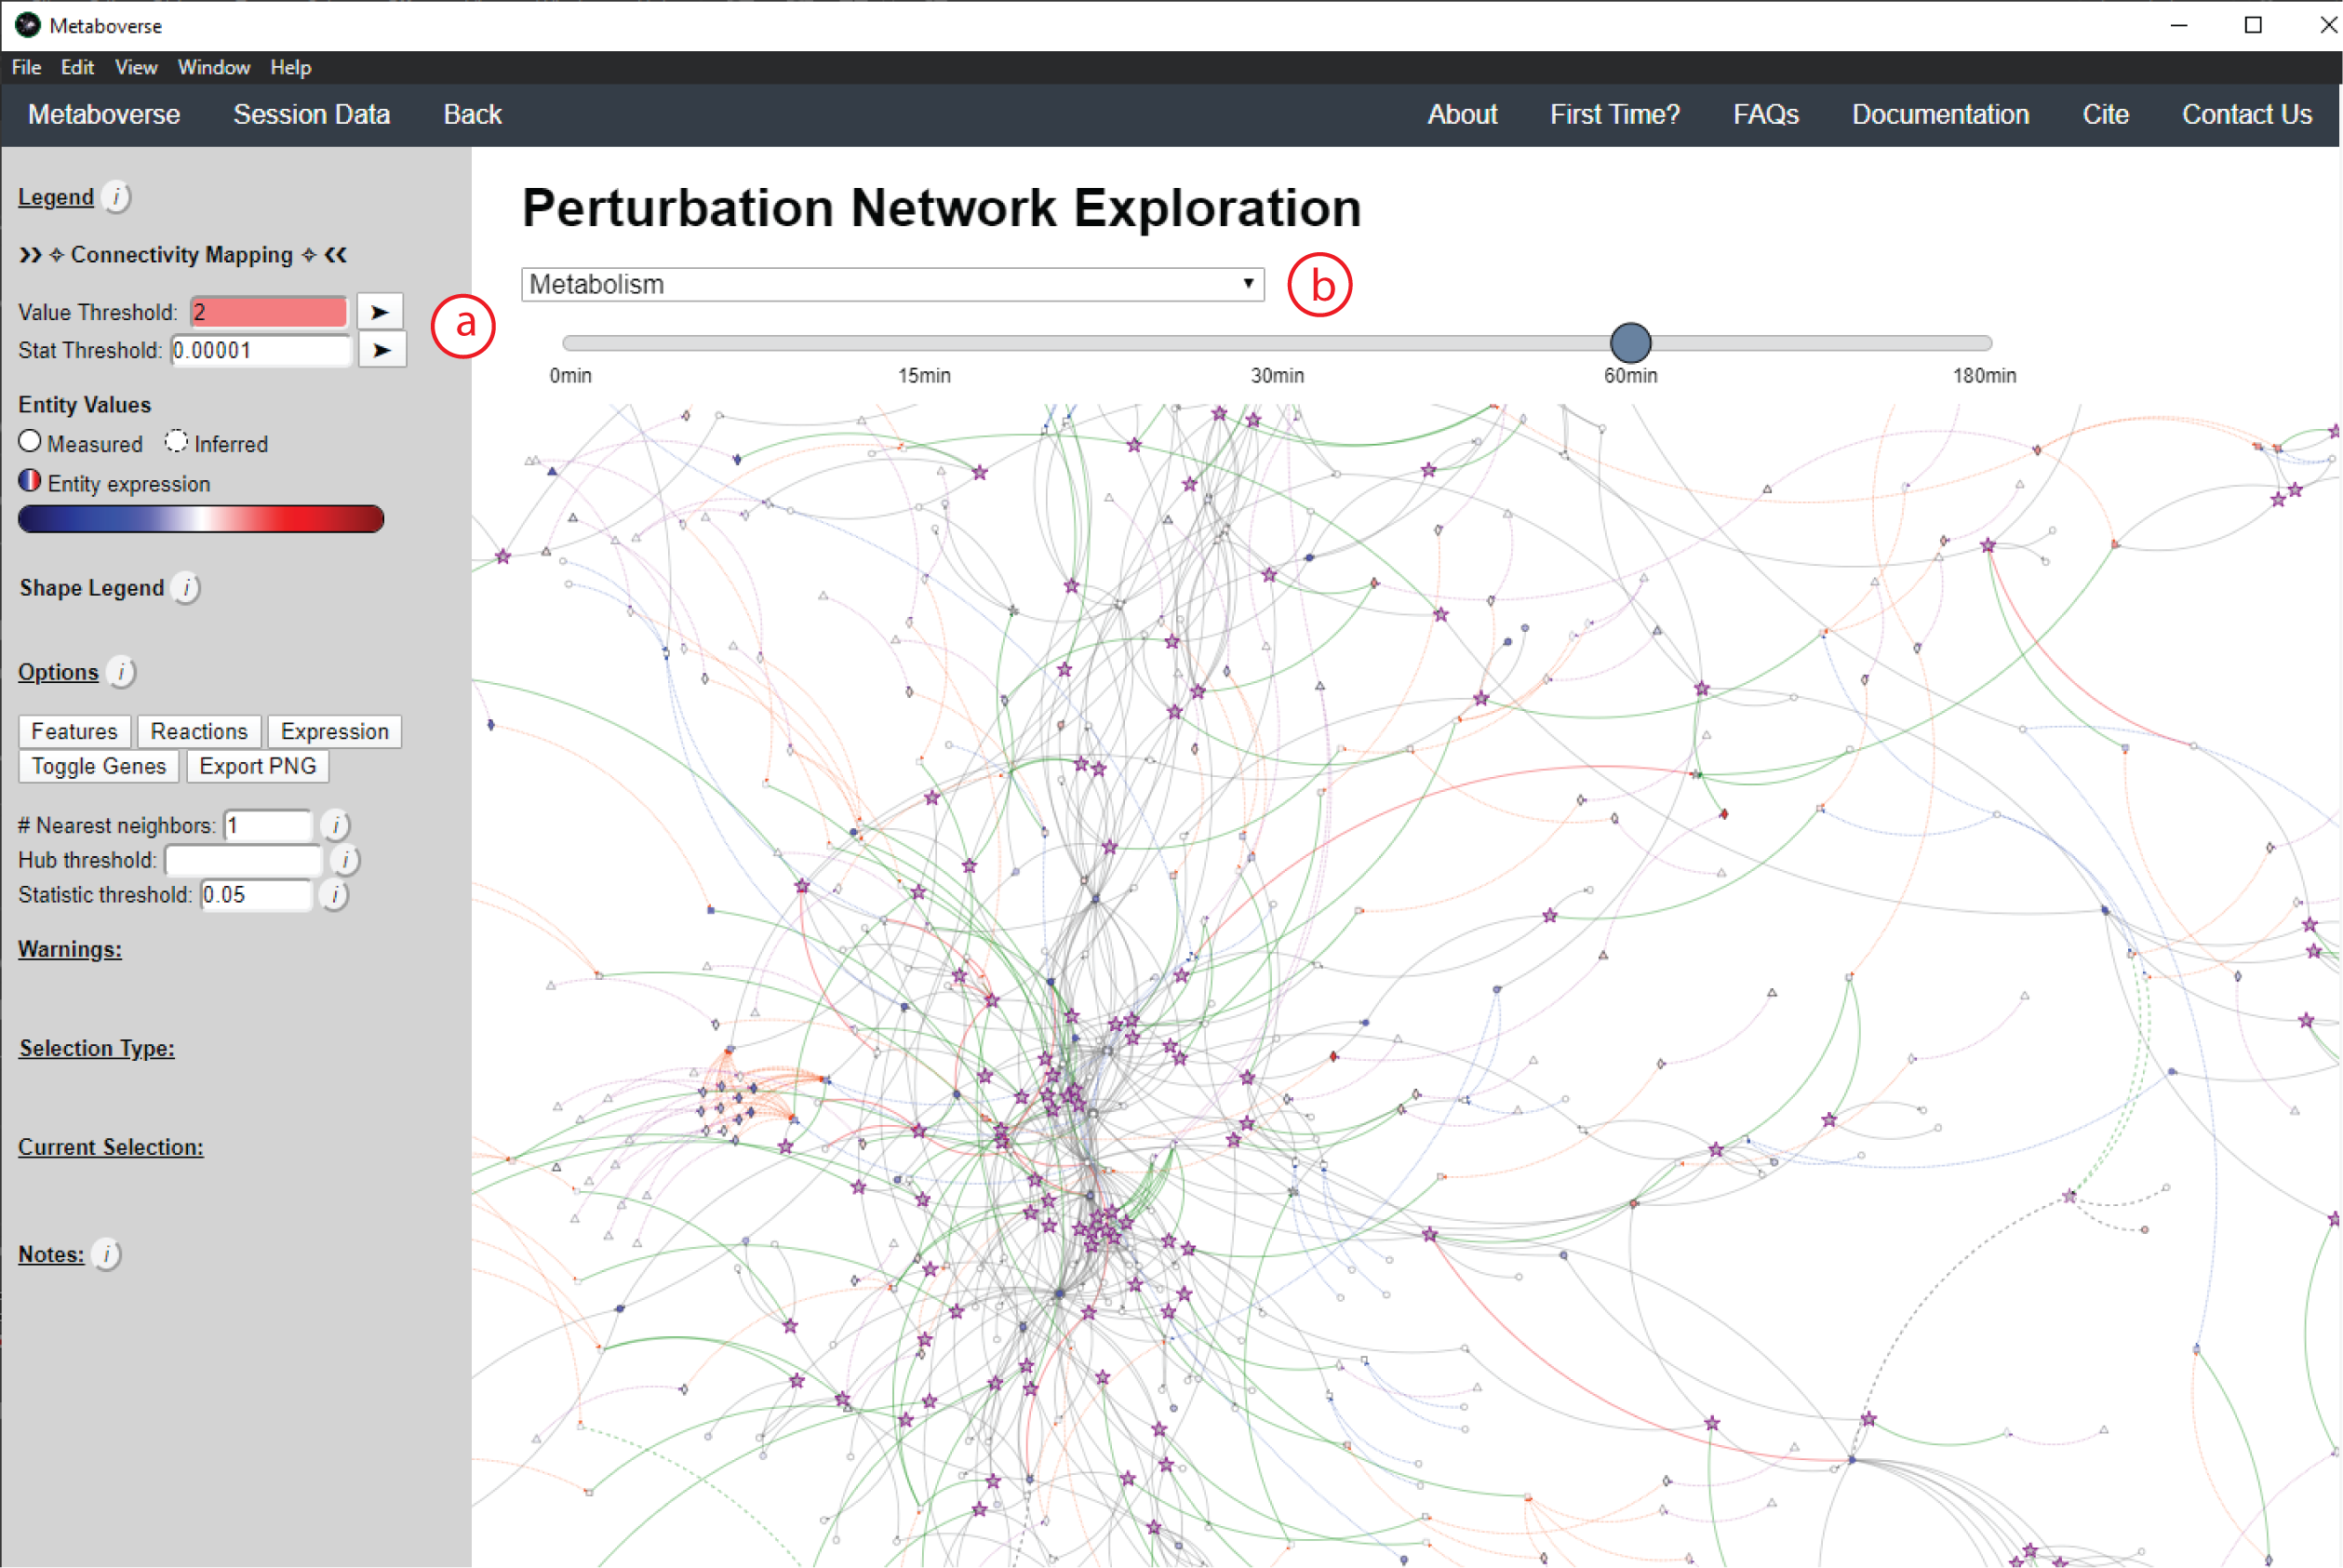 Metaboverse
File Edit View Window Help
Metaboverse Session Data Back About First Time? FAQs Documentation Cite Contact Us
Legend i
Perturbation Network Exploration
Connectivity Mapping
Metabolism
b
Value Threshold: 2
a
Stat Threshold: 0.00001
0min 15min 30min 60min 180min
Entity Values
Measured Inferred
Entity expression
Shape Legend i
Options i
Features Reactions Expression
Toggle Genes Export PNG
# Nearest neighbors: 1 i
Hub threshold: i
Statistic threshold: 0.05 i
Warnings:
Selection Type:
Current Selection:
Notes: i